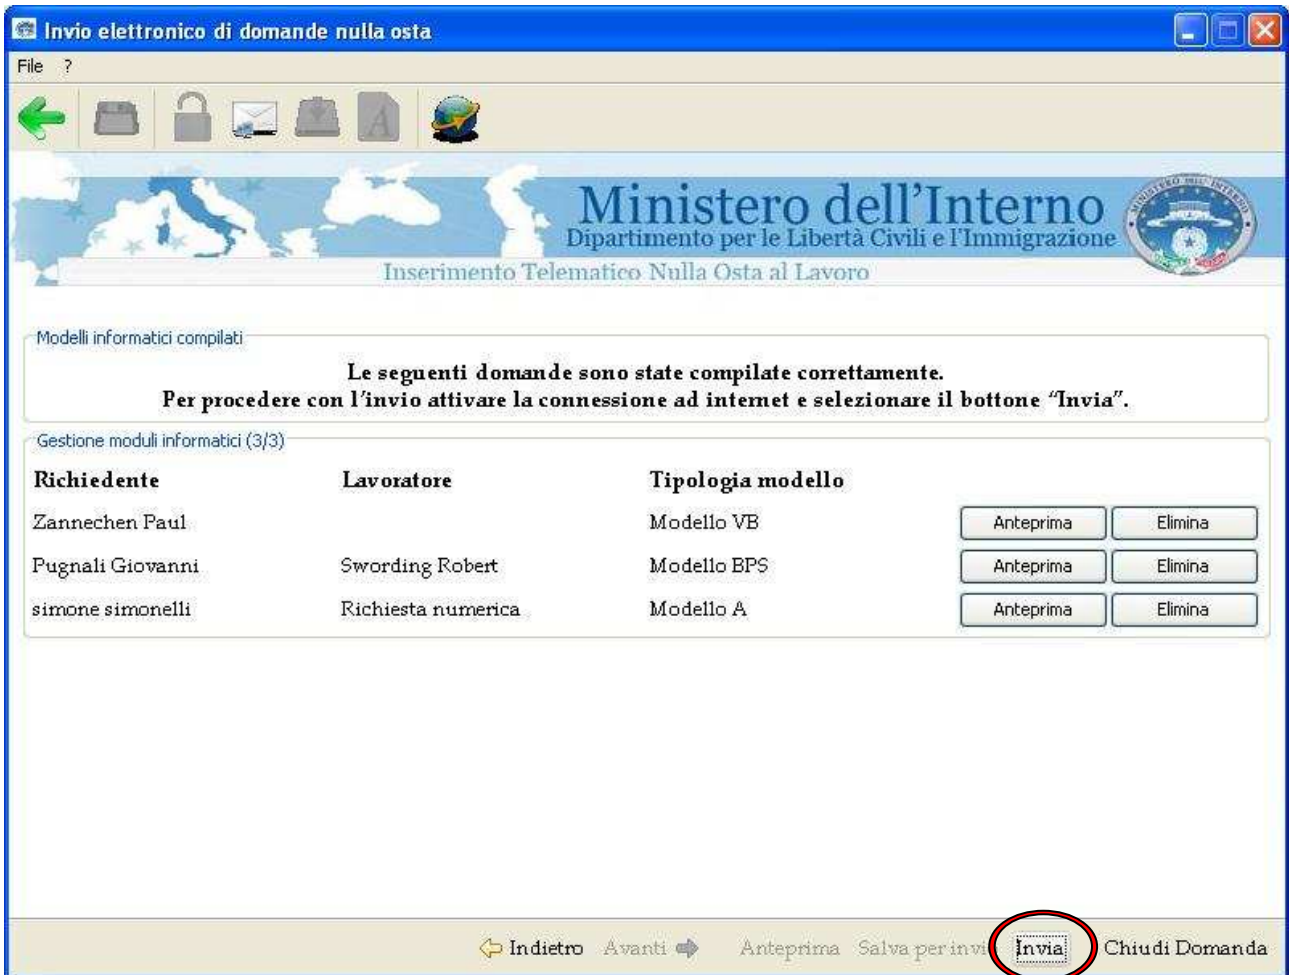 Invio elettronico di domande nulla osta
File ?
Ministero dell'Interno
Dipartimento per le Libertà Civili e l'Immigrazione
Inserimento Telematico Nulla Osta al Lavoro
Modelli informatici compilati
Le seguenti domande sono state compilate correttamente.
Per procedere con l'invio attivare la connessione ad internet e selezionare il bottone "Invia".
Gestione moduli informatici (3/3)
Richiedente Lavoratore Tipologia modello
Zannechen Paul Modello VB Anteprima Elimina
Pugnali Giovanni Swording Robert Modello BPS Anteprima Elimina
simone simonelli Richiesta numerica Modello A Anteprima Elimina
Indietro Avanti Anteprima Salva per invi Invia Chiudi Domanda